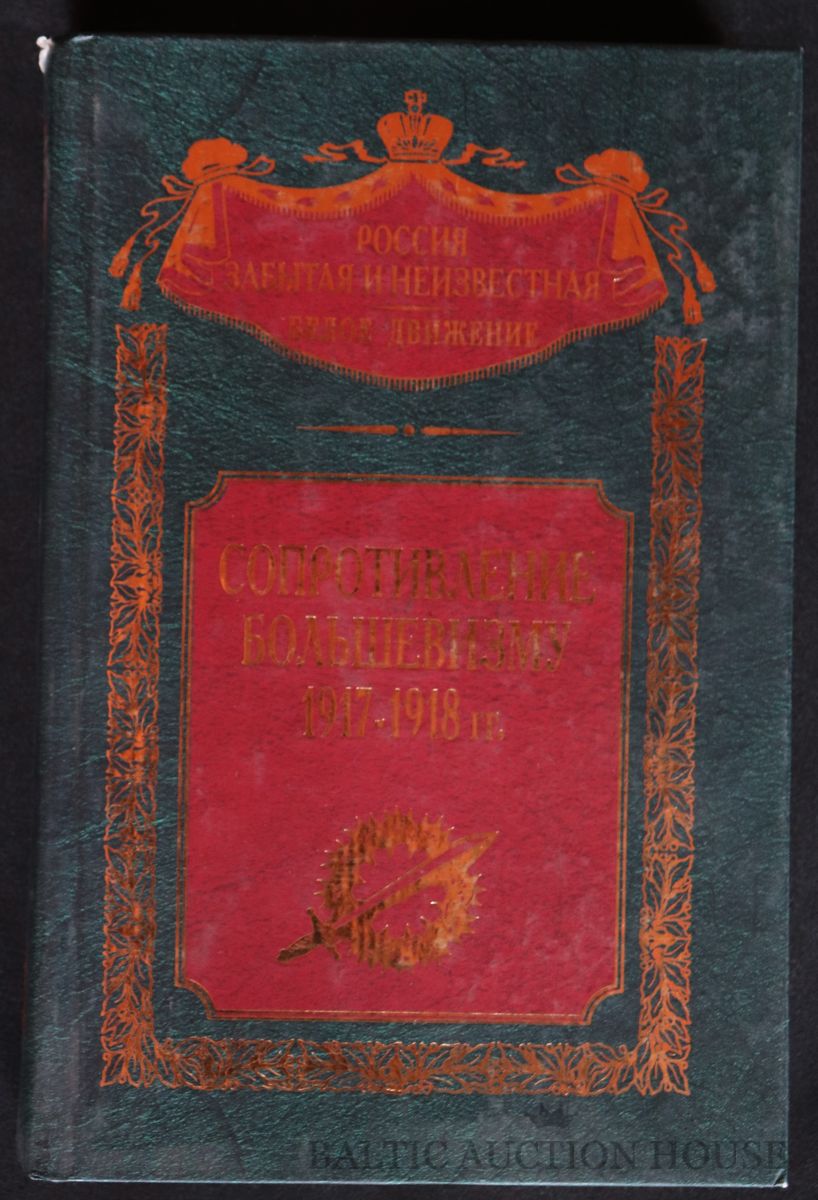 РОССИЯ
ЗАБЫТАЯ И НЕИЗВЕСТНАЯ
БЕЛОЕ ДВИЖЕНИЕ
СОПРОТИВЛЕНИЕ
БОЛЬШЕВИЗМУ
1917-1918 гг.
BALTIC AUCTION HOUSE